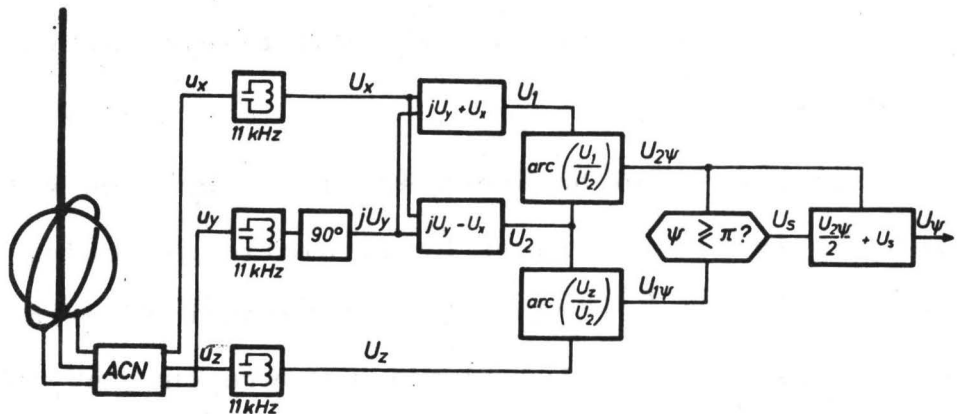 u_x
11 kHz
U_x
jU_y + U_x
U_1
arc (U_1/U_2)
U_2ψ
u_y
11 kHz
90°
jU_y
jU_y - U_x
U_2
ψ ≷ π?
U_s
U_2ψ/2 + U_s
U_ψ
arc (U_z/U_2)
U_1ψ
ACN
u_z
11 kHz
U_z